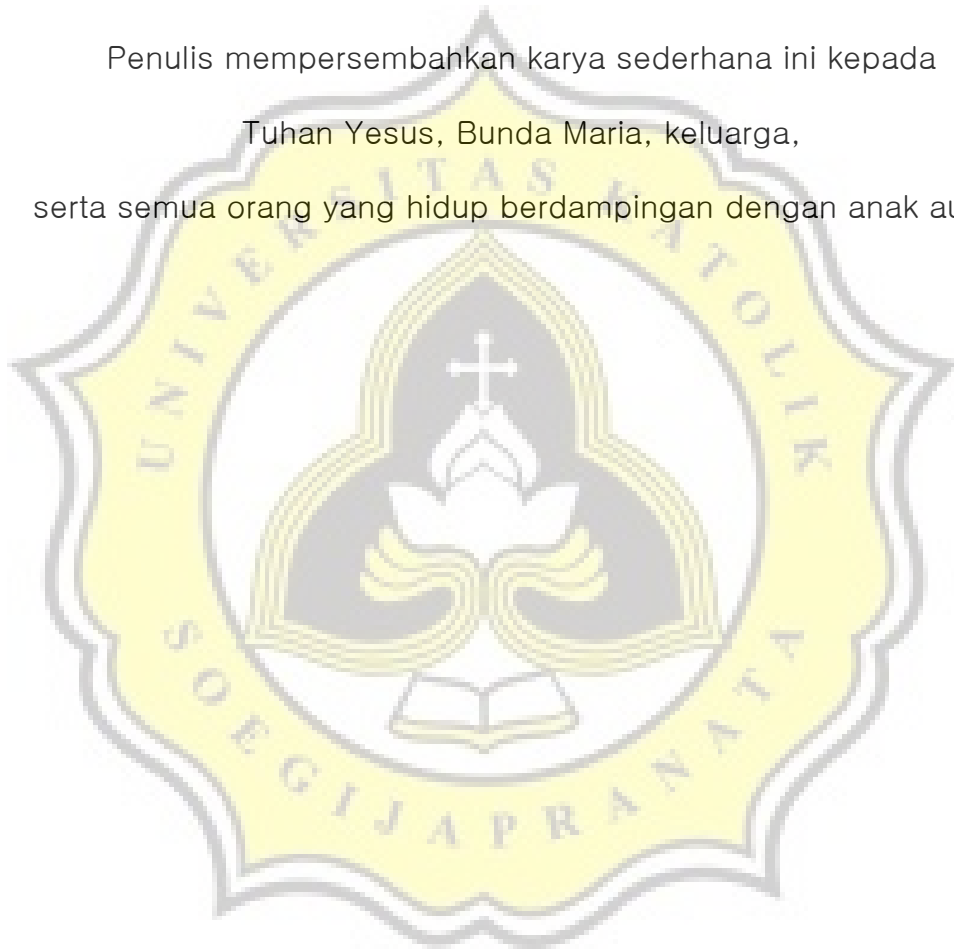 Penulis mempersembahkan karya sederhana ini kepada
Tuhan Yesus, Bunda Maria, keluarga,
serta semua orang yang hidup berdampingan dengan anak
UNIVERSITAS KATOLIK
SOEGIJAPRANATA